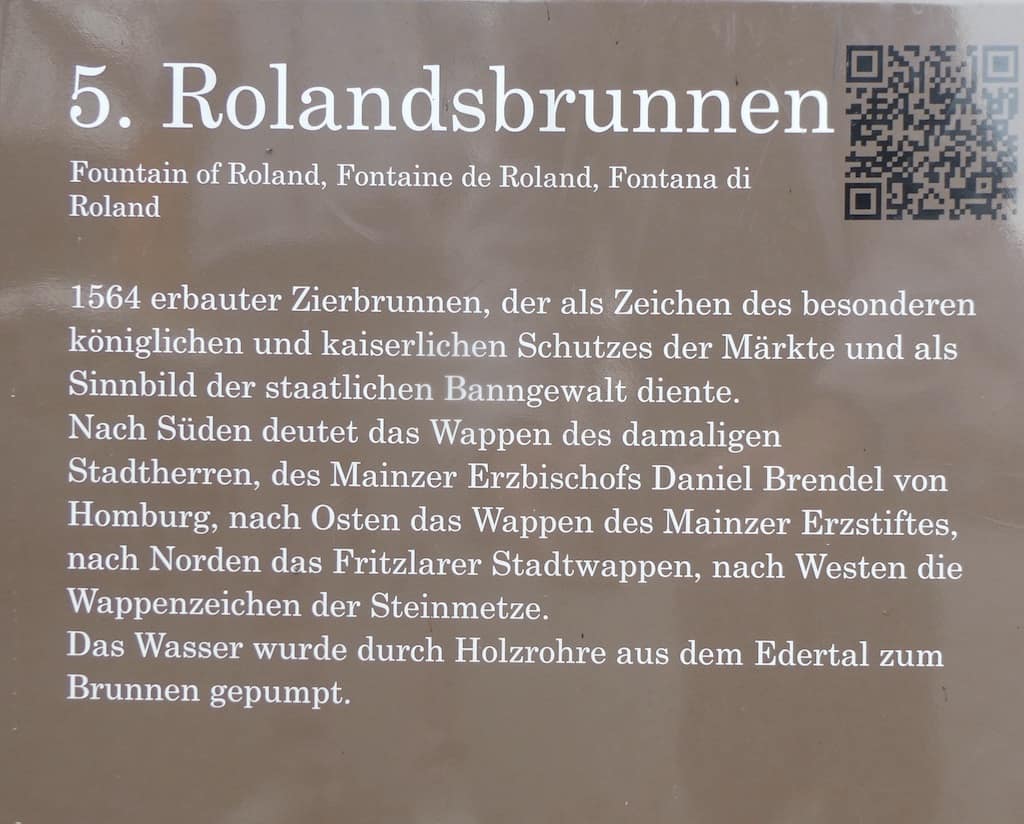 5. Rolandsbrunnen
Fountain of Roland, Fontaine de Roland, Fontana di
Roland
1564 erbauter Zierbrunnen, der als Zeichen des besonderen
königlichen und kaiserlichen Schutzes der Märkte und als
Sinnbild der staatlichen Banngewalt diente.
Nach Süden deutet das Wappen des damaligen
Stadtherren, des Mainzer Erzbischofs Daniel Brendel von
Homburg, nach Osten das Wappen des Mainzer Erzstiftes,
nach Norden das Fritzlarer Stadtwappen, nach Westen die
Wappenzeichen der Steinmetze.
Das Wasser wurde durch Holzrohre aus dem Edertal zum
Brunnen gepumpt.